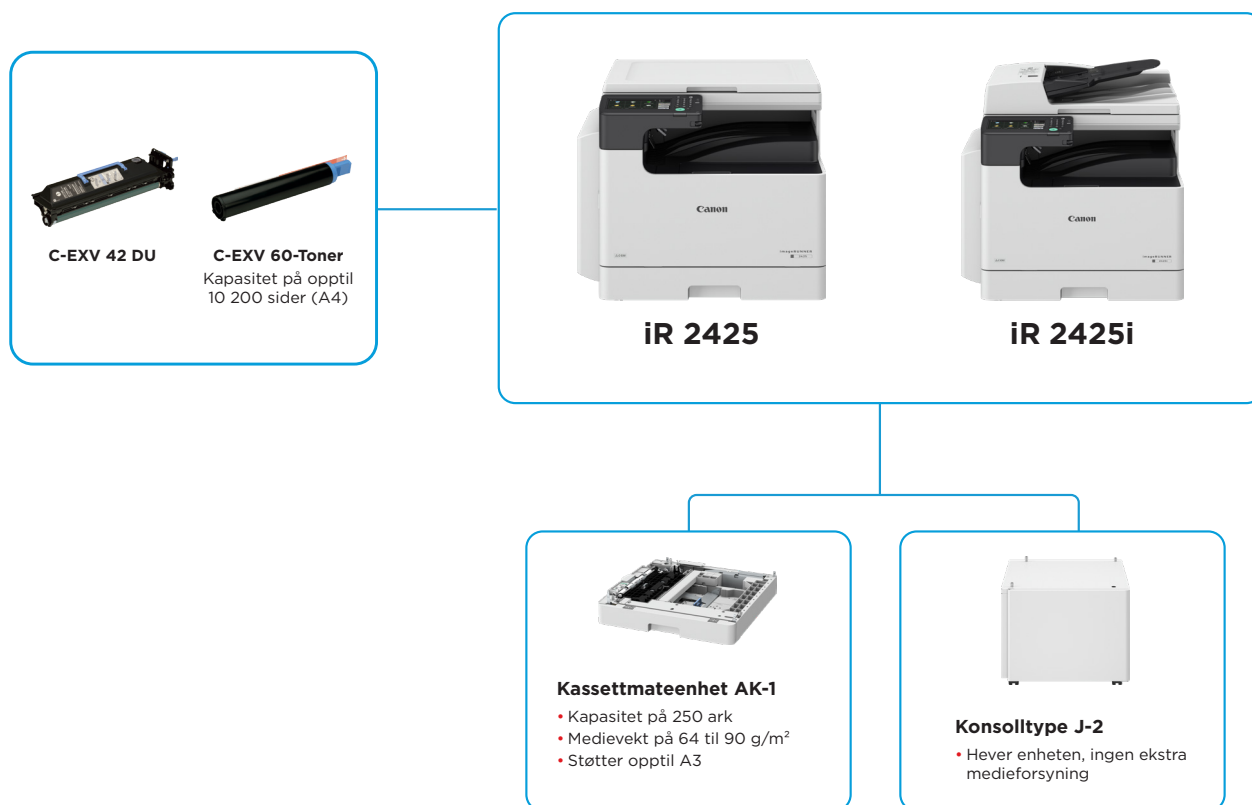 C-EXV 42 DU
C-EXV 60-Toner
Kapasitet på opptil
10 200 sider (A4)
Canon
iR 2425
Canon
iR 2425i
Kassettmateenhet AK-1
• Kapasitet på 250 ark
• Medievekt på 64 til 90 g/m²
• Støtter opptil A3
Konsolltype J-2
• Hever enheten, ingen ekstra
medieforsyning